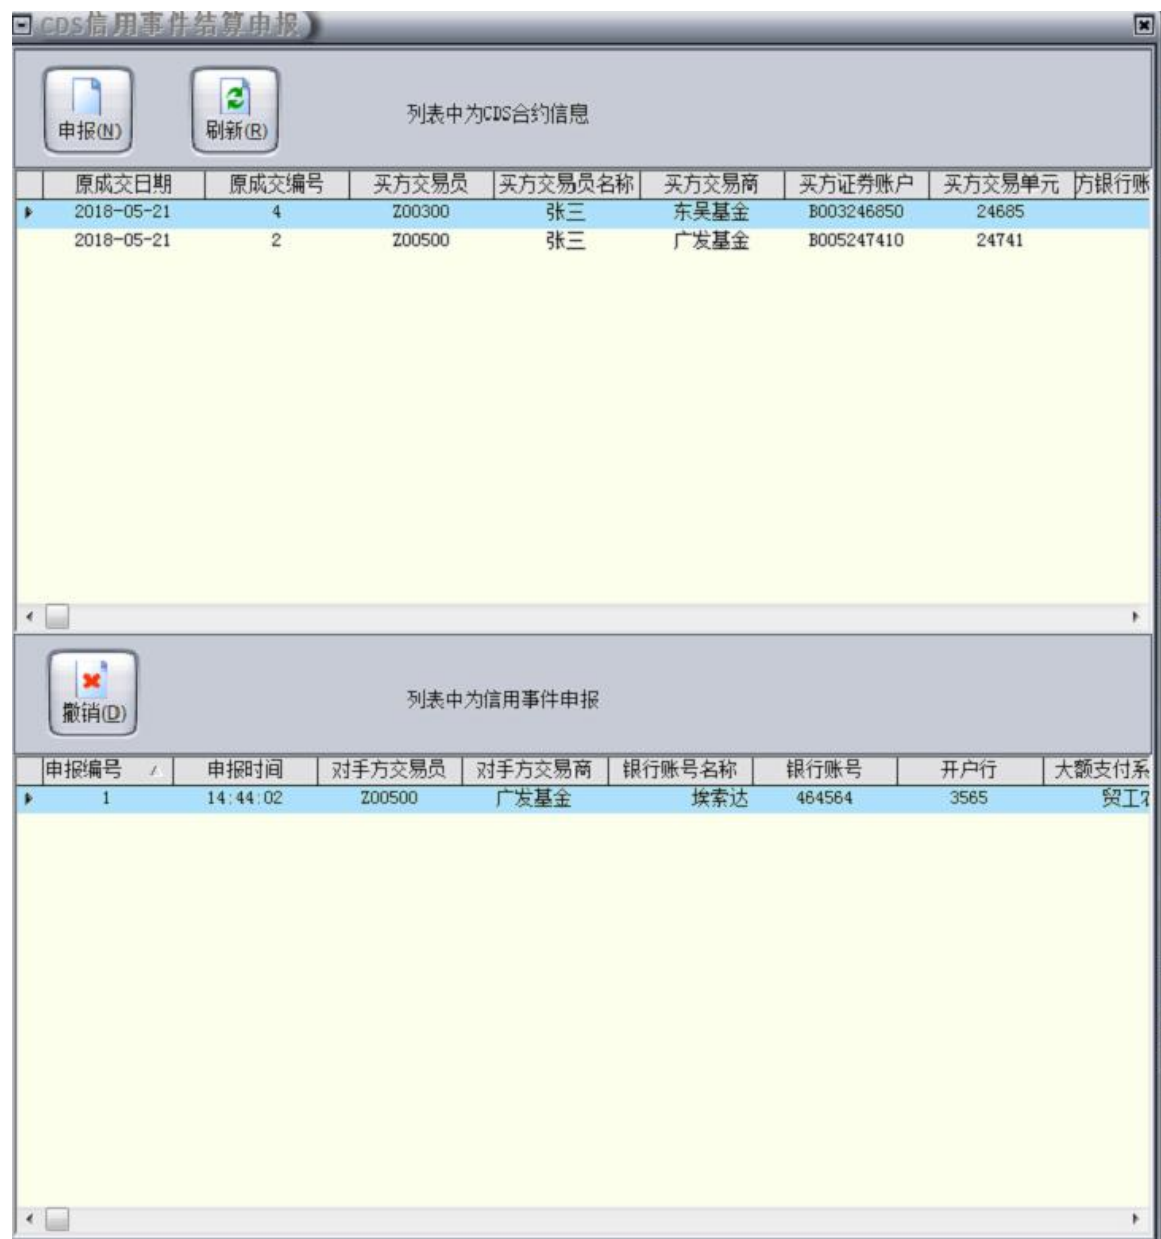 CDS信用事件结算申报
申报(N) 刷新(R) 列表中为CDS合约信息
原成交日期 原成交编号 买方交易员 买方交易员名称 买方交易商 买方证券账户 买方交易单元 方银行账
2018-05-21 4 Z00300 张三 东吴基金 B003246850 24685
2018-05-21 2 Z00500 张三 广发基金 B005247410 24741
撤销(D) 列表中为信用事件申报
申报编号 申报时间 对手方交易员 对手方交易商 银行账号名称 银行账号 开户行 大额支付系
1 14:44:02 Z00500 广发基金 埃索达 464564 3565 贸工